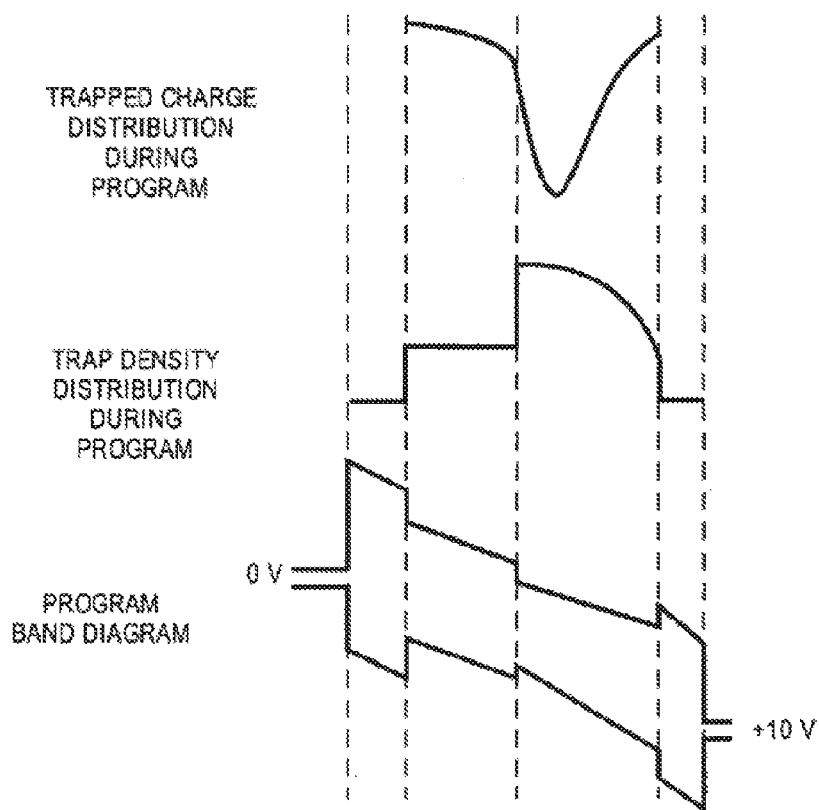 TRAPPED CHARGE
DISTRIBUTION
DURING
PROGRAM
TRAP DENSITY
DISTRIBUTION
DURING
PROGRAM
0 V
PROGRAM
BAND DIAGRAM
+10 V